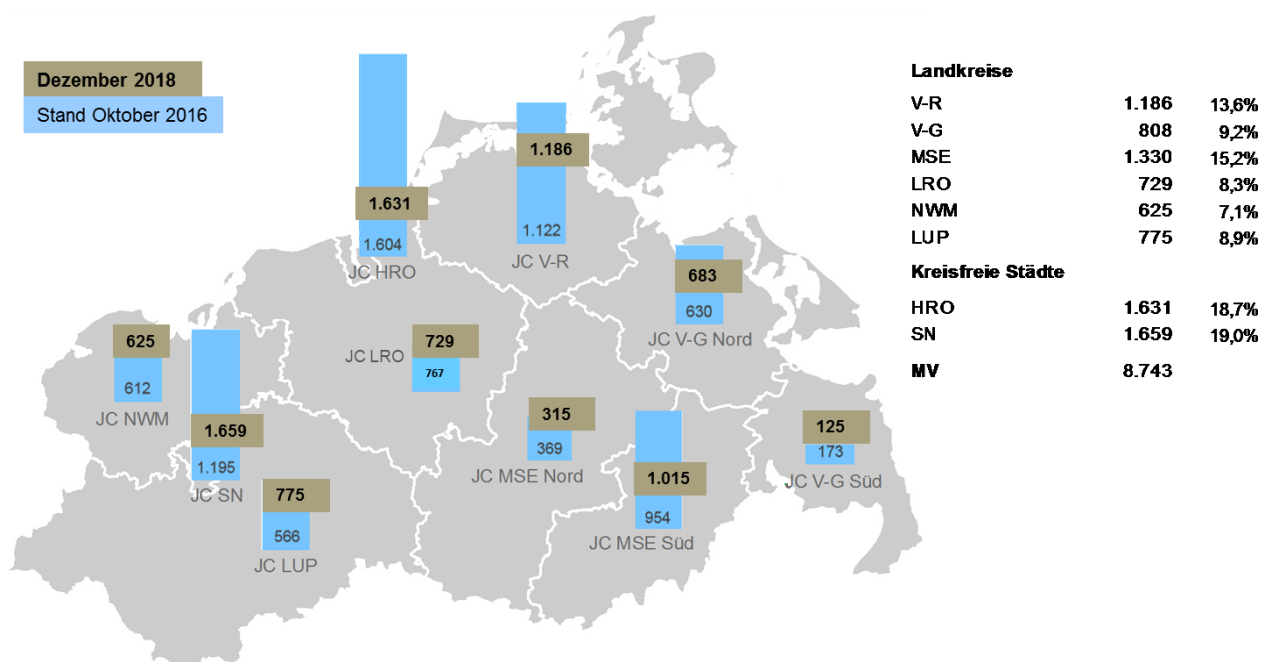 Dezember 2018
Stand Oktober 2016
1.631
1.604
JC HRO
1.186
1.122
JC V-R
683
630
JC V-G Nord
625
612
JC NWM
729
JC LRO
767
1.659
1.195
JC SN
315
369
JC MSE Nord
1.015
954
JC MSE Süd
125
173
JC V-G Süd
775
566
JC LUP
Landkreise
V-R 1.186 13,6%
V-G 808 9,2%
MSE 1.330 15,2%
LRO 729 8,3%
NWM 625 7,1%
LUP 775 8,9%
Kreisfreie Städte
HRO 1.631 18,7%
SN 1.659 19,0%
MV 8.743